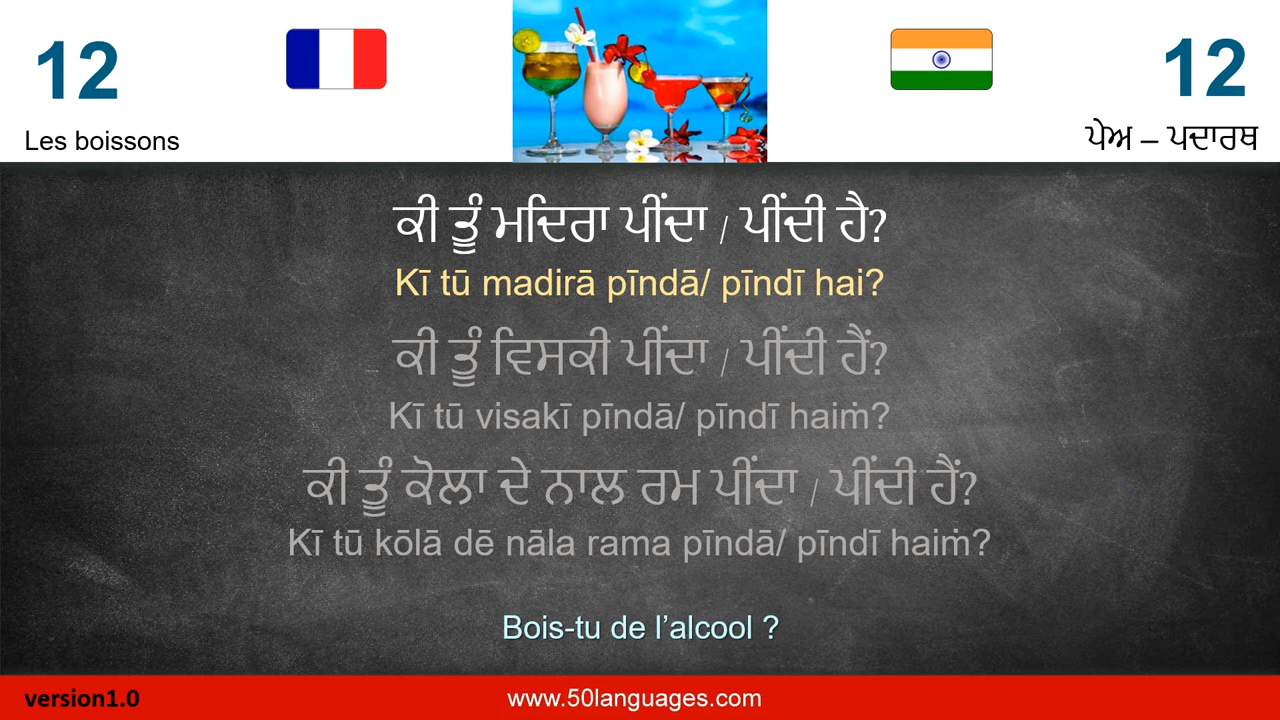 12
12
Les boissons
ਪੇਅ – ਪਦਾਰਥ
ਕੀ ਤੂੰ ਮਦਿਰਾ ਪੀਂਦਾ / ਪੀਂਦੀ ਹੈ?
Kī tū madirā pīndā/ pīndī hai?
ਕੀ ਤੂੰ ਵਿਸਕੀ ਪੀਂਦਾ / ਪੀਂਦੀ ਹੈਂ?
Kī tū visakī pīndā/ pīndī haiṁ?
ਕੀ ਤੂੰ ਕੋਲਾ ਦੇ ਨਾਲ ਰਮ ਪੀਂਦਾ / ਪੀਂਦੀ ਹੈਂ?
Kī tū kōlā dē nāla rama pīndā/ pīndī haiṁ?
Bois-tu de l’alcool ?
version1.0
www.50languages.com